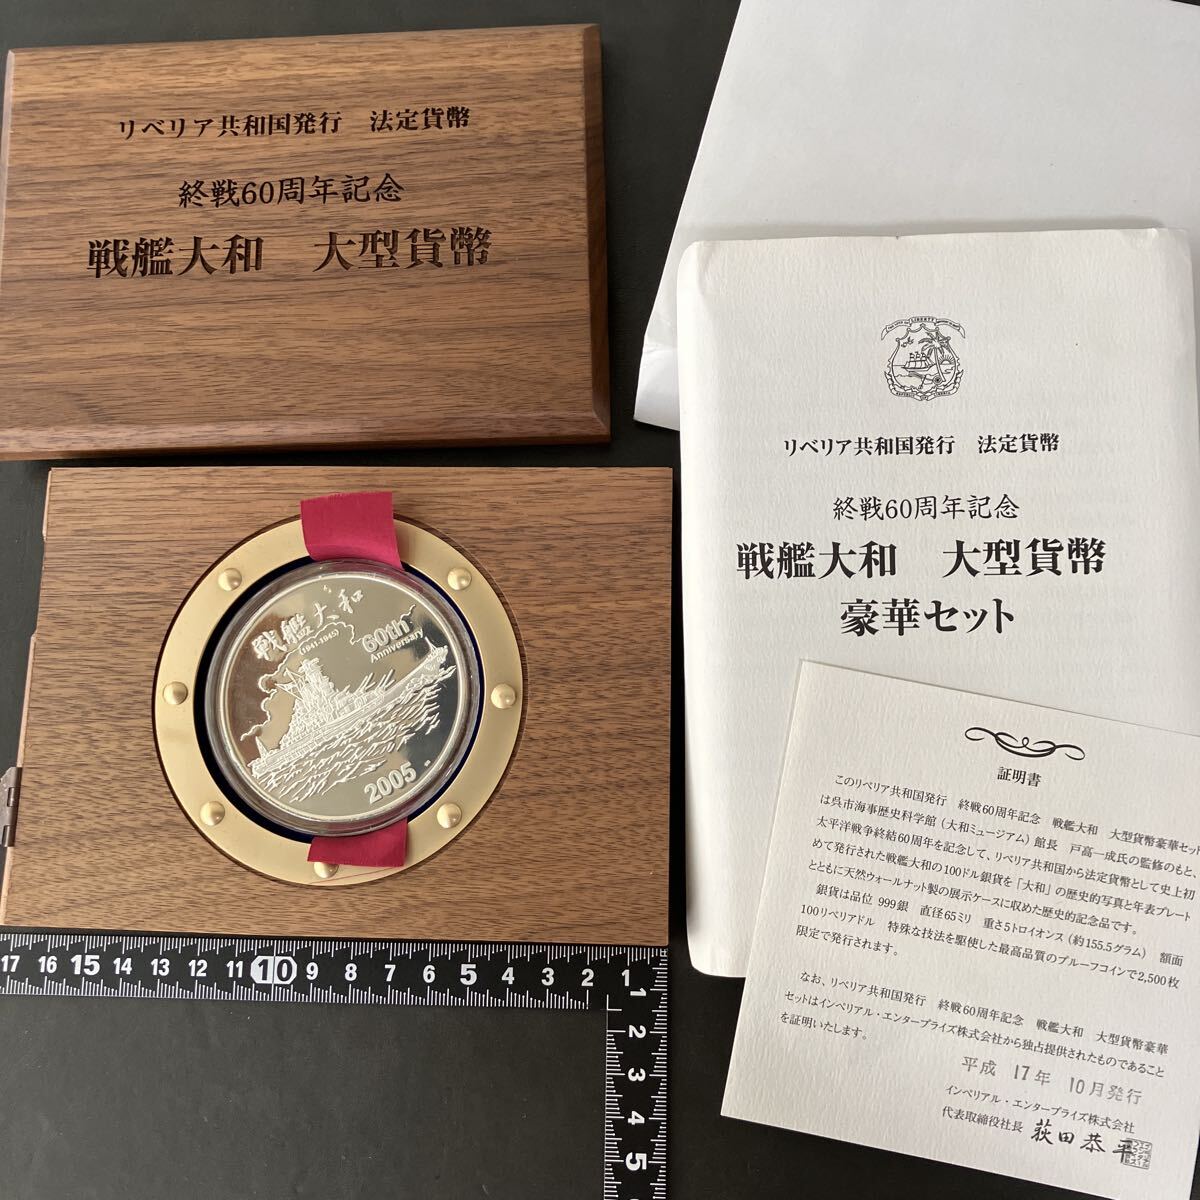 リベリア共和国発行　法定貨幣
終戦60周年記念
戦艦大和　大型貨幣
戦艦大和
(1941-1945)
60th
Anniversary
2005
リベリア共和国発行　法定貨幣
終戦60周年記念
戦艦大和　大型貨幣
豪華セット
証明書
このリベリア共和国発行　終戦60周年記念　戦艦大和　大型貨幣豪華セット
は呉市海事歴史科学館（大和ミュージアム）館長　戸高一成氏の監修のもと、
太平洋戦争終結60周年を記念して、リベリア共和国から法定貨幣として史上初
めて発行された戦艦大和の100ドル銀貨を「大和」の歴史的写真と年表プレート
とともに天然ウォールナット製の展示ケースに収めた歴史的記念品です。
銀貨は品位 999銀　直径65ミリ　重さ5トロイオンス（約155.5グラム）　額面
100リベリアドル　特殊な技法を駆使した最高品質のプルーフコインで2,500枚
限定で発行されます。
なお、リベリア共和国発行　終戦60周年記念　戦艦大和　大型貨幣豪華
セットはインペリアル・エンタープライズ株式会社から独占提供されたものであること
を証明いたします。
平成　17年　10月発行
インペリアル・エンタープライズ株式会社
代表取締役社長　荻田恭平
17 16 15 14 13 12 11 10 9 8 7 6 5 4 3 2 1
1
2
3
4
5